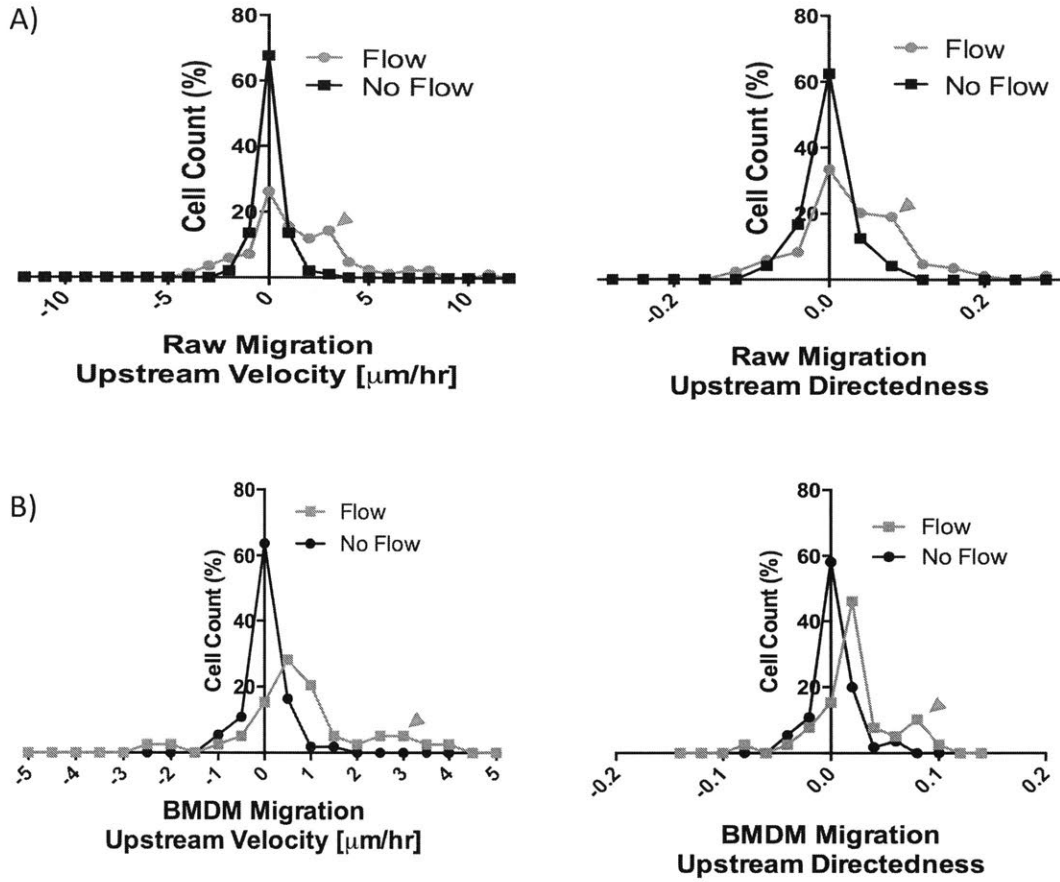 A)
80
60
40
20
Cell Count (%)
Flow
No Flow
-10
-5
0
5
10
Raw Migration
Upstream Velocity [μm/hr]
80
60
40
20
Cell Count (%)
Flow
No Flow
-0.2
0.0
0.2
Raw Migration
Upstream Directedness
B)
80
60
40
20
Cell Count (%)
Flow
No Flow
-5
-4
-3
-2
-1
0
1
2
3
4
5
BMDM Migration
Upstream Velocity [μm/hr]
80
60
40
20
Cell Count (%)
Flow
No Flow
-0.2
-0.1
0.0
0.1
0.2
BMDM Migration
Upstream Directedness